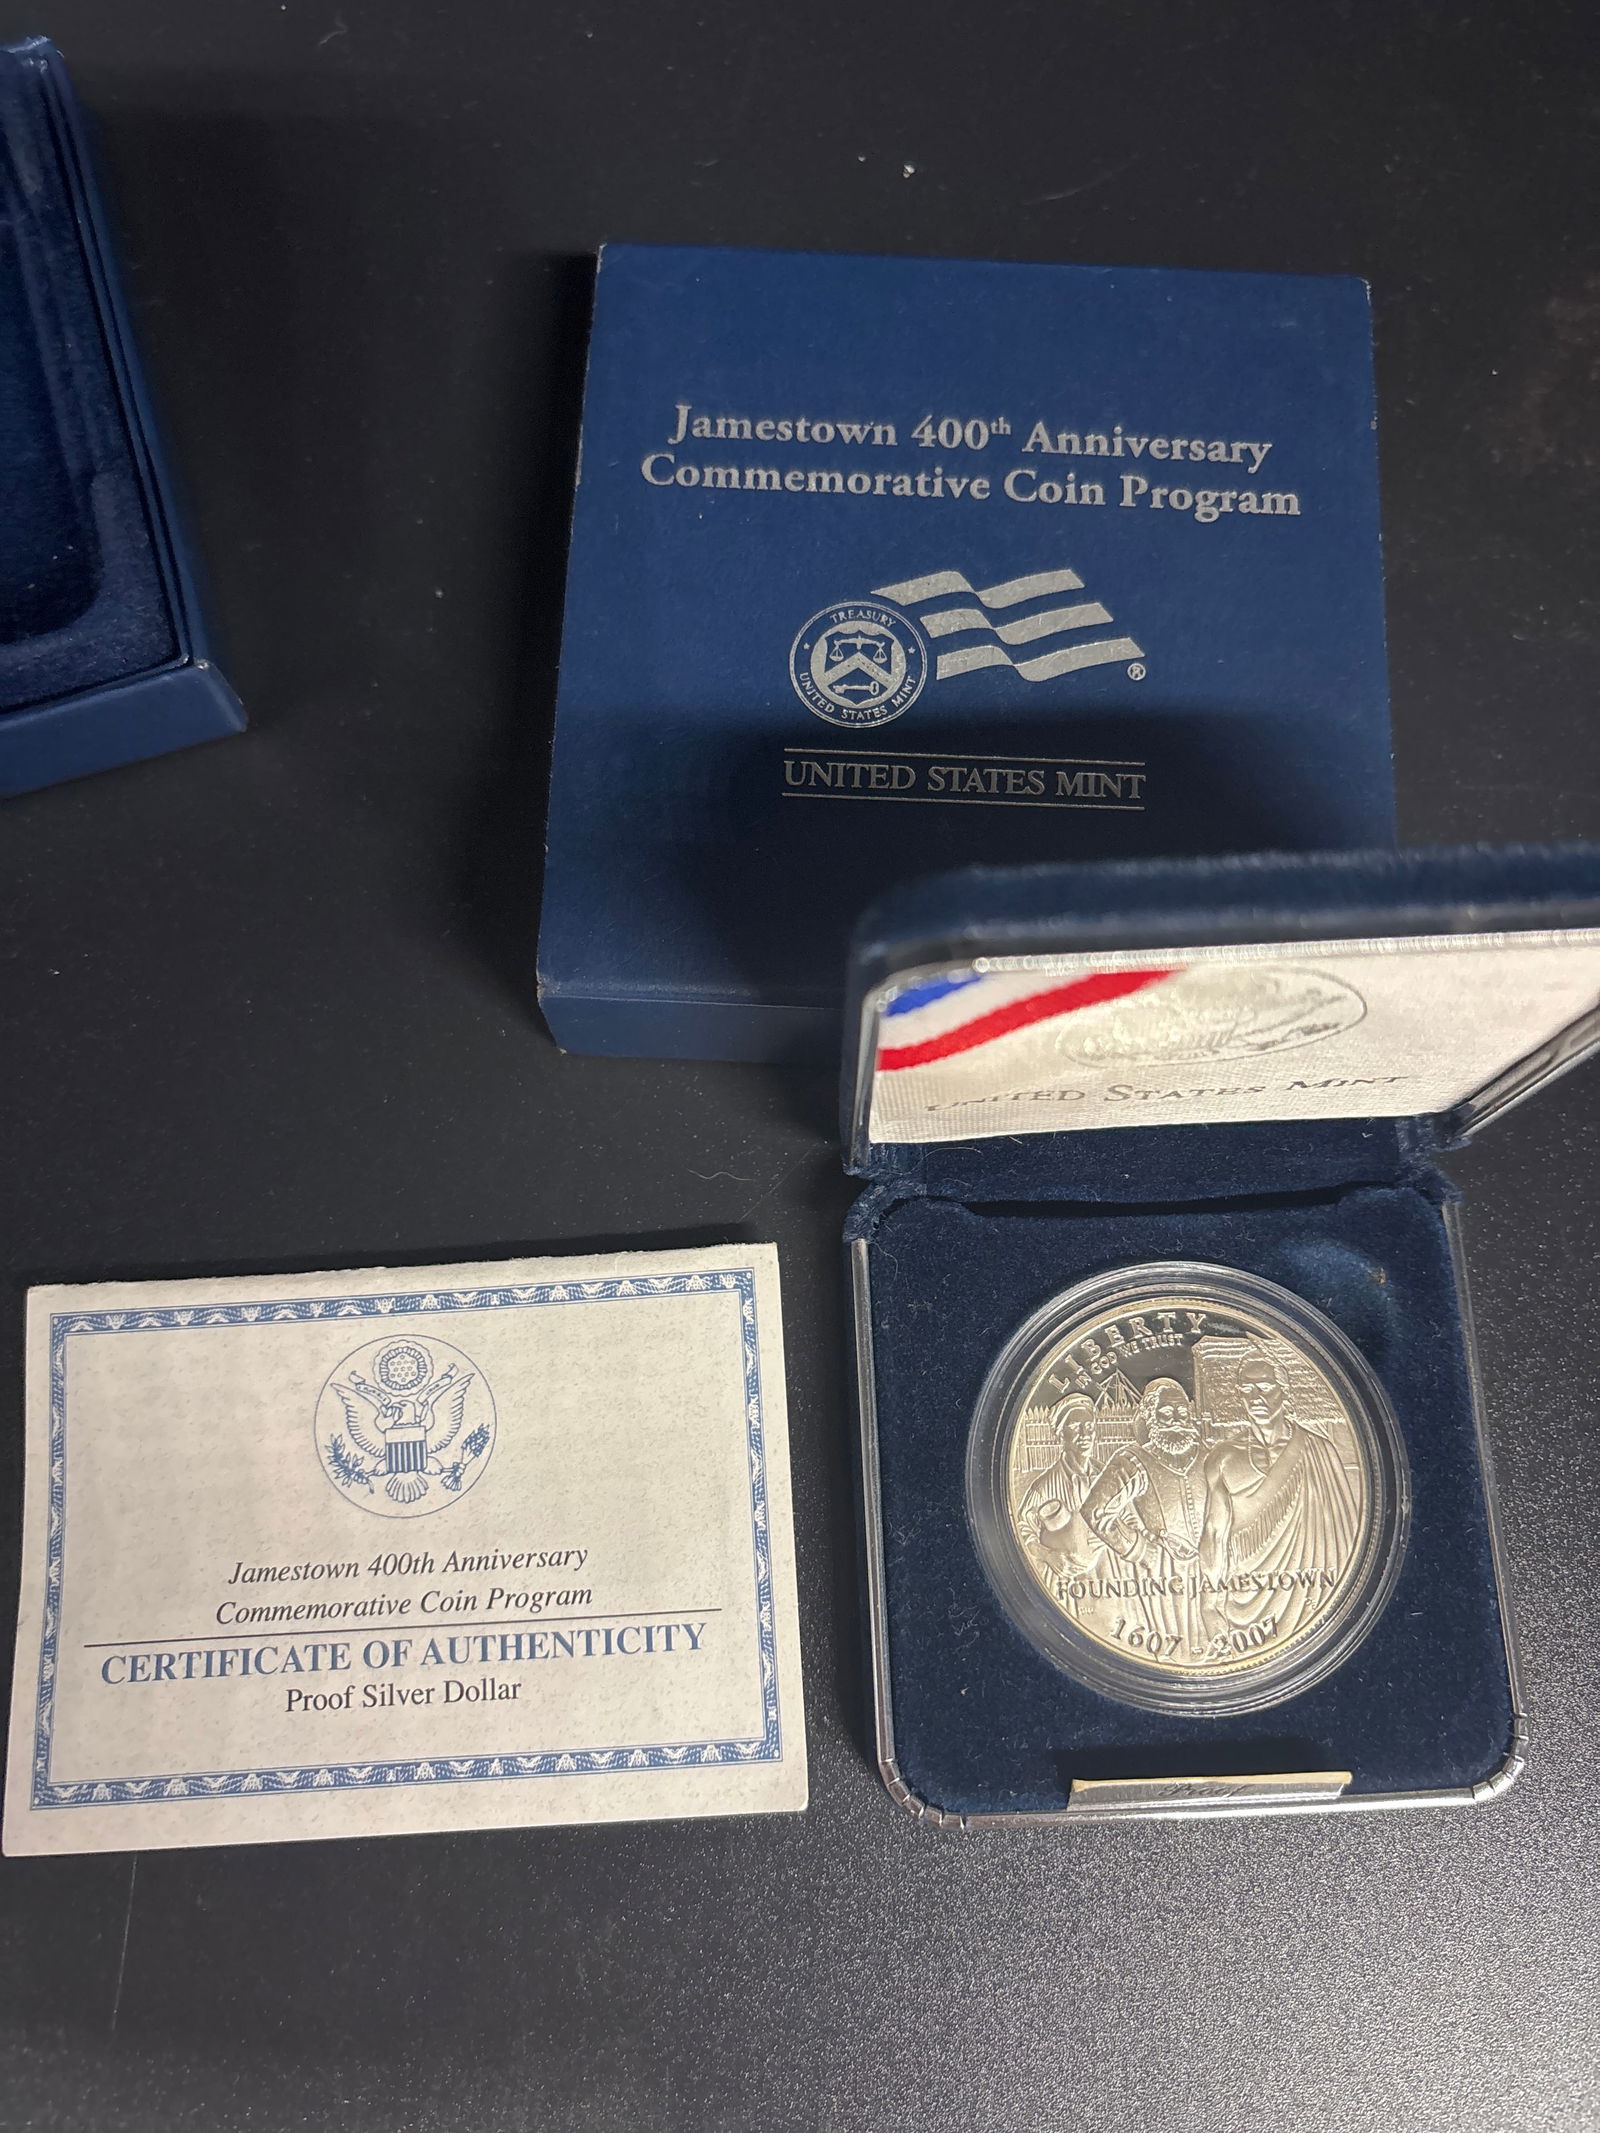 Jamestown 400th Anniversary
Commemorative Coin Program
TREASURY
UNITED STATES MINT
®
UNITED STATES MINT
UNITED STATES MINT
Jamestown 400th Anniversary
Commemorative Coin Program
CERTIFICATE OF AUTHENTICITY
Proof Silver Dollar
LIBERTY
IN GOD WE TRUST
FOUNDING JAMESTOWN
1607-2007
Proof